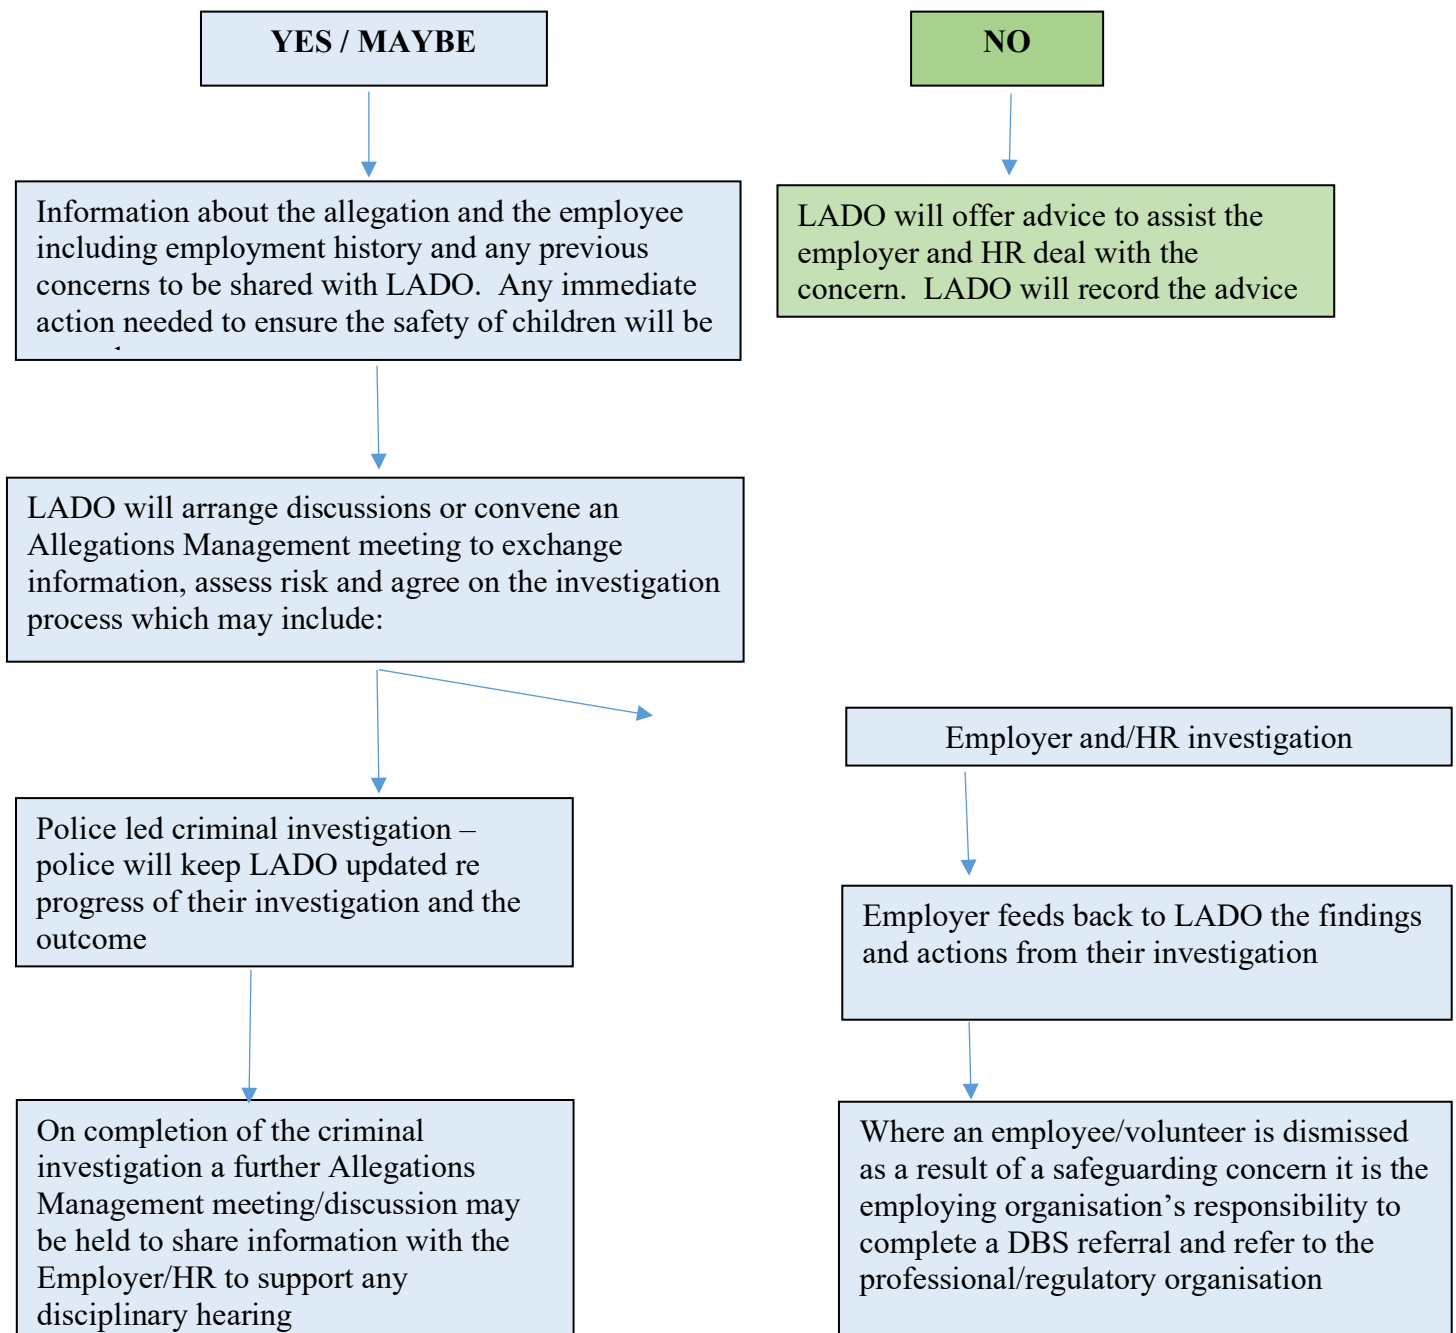 YES / MAYBE
NO
Information about the allegation and the employee
including employment history and any previous
concerns to be shared with LADO.  Any immediate
action needed to ensure the safety of children will be
LADO will offer advice to assist the
employer and HR deal with the
concern.  LADO will record the advice
LADO will arrange discussions or convene an
Allegations Management meeting to exchange
information, assess risk and agree on the investigation
process which may include:
Employer and/HR investigation
Police led criminal investigation –
police will keep LADO updated re
progress of their investigation and the
outcome
Employer feeds back to LADO the findings
and actions from their investigation
On completion of the criminal
investigation a further Allegations
Management meeting/discussion may
be held to share information with the
Employer/HR to support any
disciplinary hearing
Where an employee/volunteer is dismissed
as a result of a safeguarding concern it is the
employing organisation’s responsibility to
complete a DBS referral and refer to the
professional/regulatory organisation